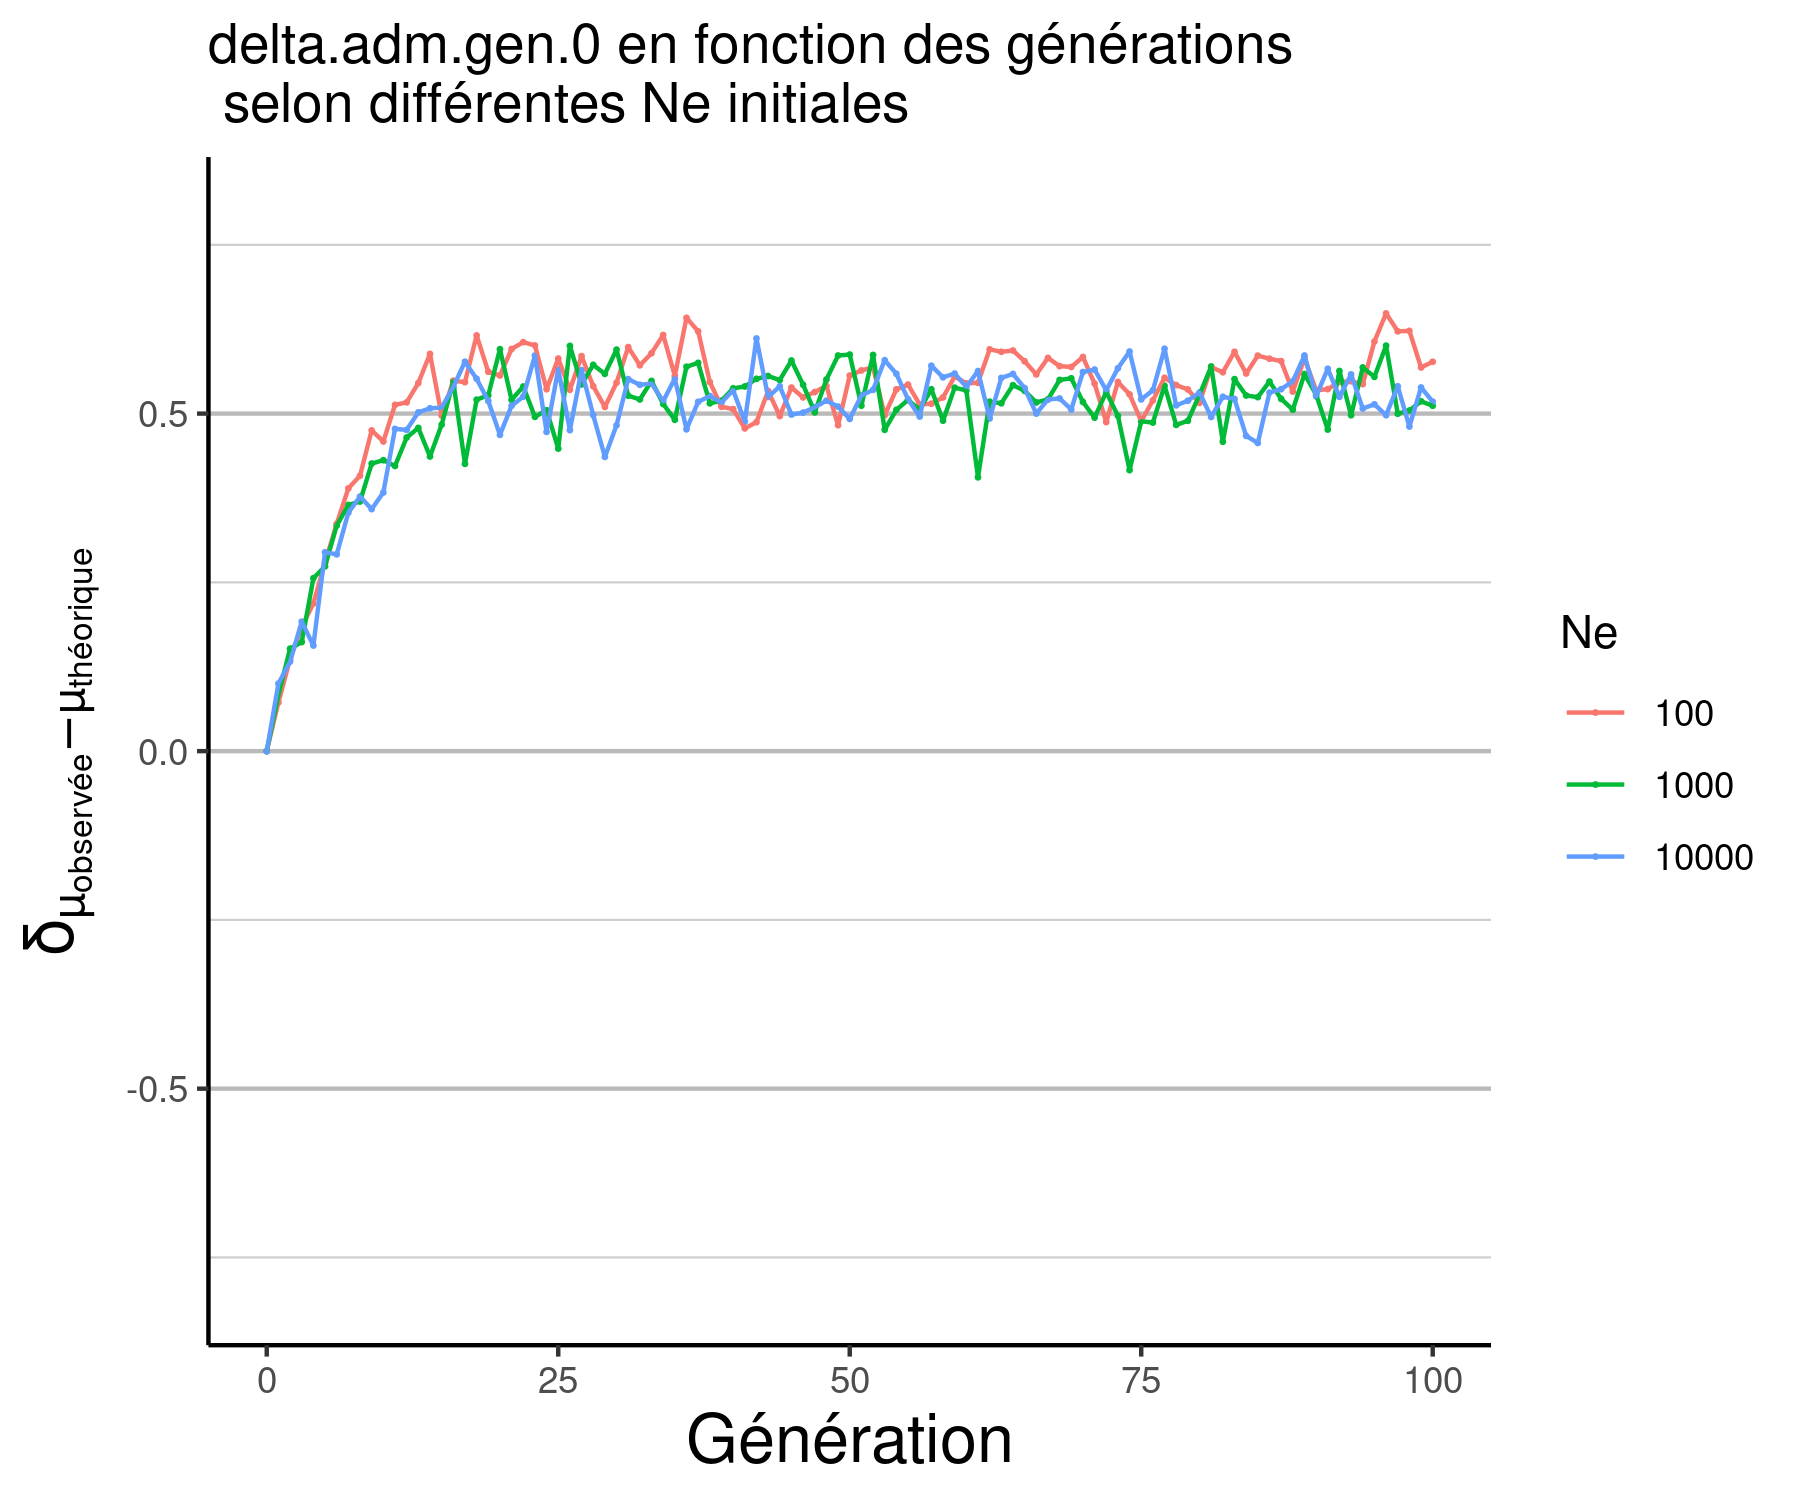 delta.adm.gen.0 en fonction des générations
selon différentes Ne initiales
δμobservée−μthéorique
0.5
0.0
-0.5
0
25
50
75
100
Génération
Ne
100
1000
10000